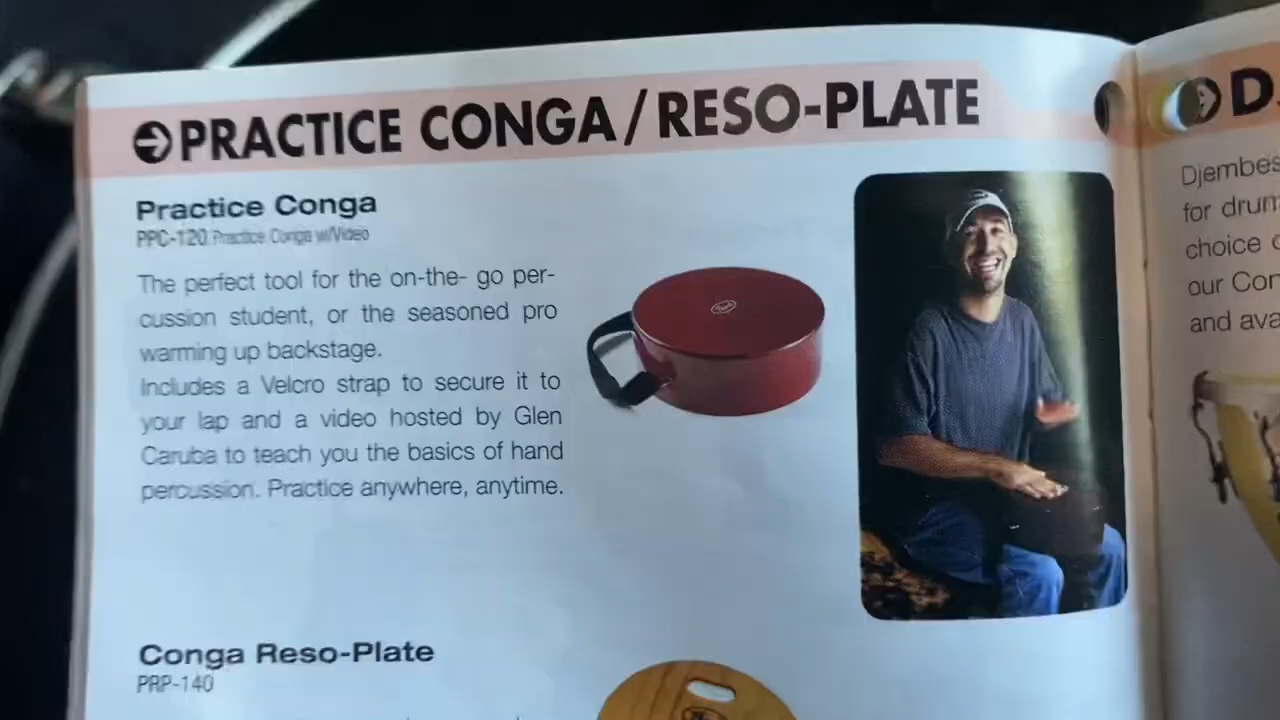 PRACTICE CONGA/RESO-PLATE
Practice Conga
PPC-120 Practice Conga w/Video
The perfect tool for the on-the- go per-
cussion student, or the seasoned pro
warming up backstage.
Includes a Velcro strap to secure it to
your lap and a video hosted by Glen
Caruba to teach you the basics of hand
percussion. Practice anywhere, anytime.
Conga Reso-Plate
PRP-140
D
Djembes
for drum
choice
our Con
and ava